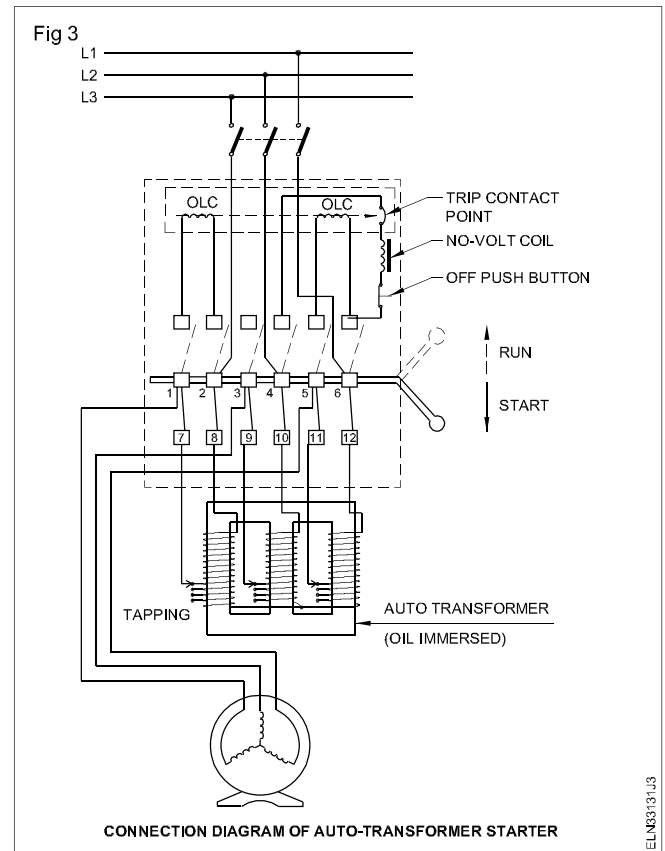 Fig 3
L1
L2
L3
OLC
OLC
TRIP CONTACT
POINT
NO-VOLT COIL
OFF PUSH BUTTON
RUN
START
1
2
3
4
5
6
7
8
9
10
11
12
TAPPING
AUTO TRANSFORMER
(OIL IMMERSED)
CONNECTION DIAGRAM OF AUTO-TRANSFORMER STARTER
ELN33131J3